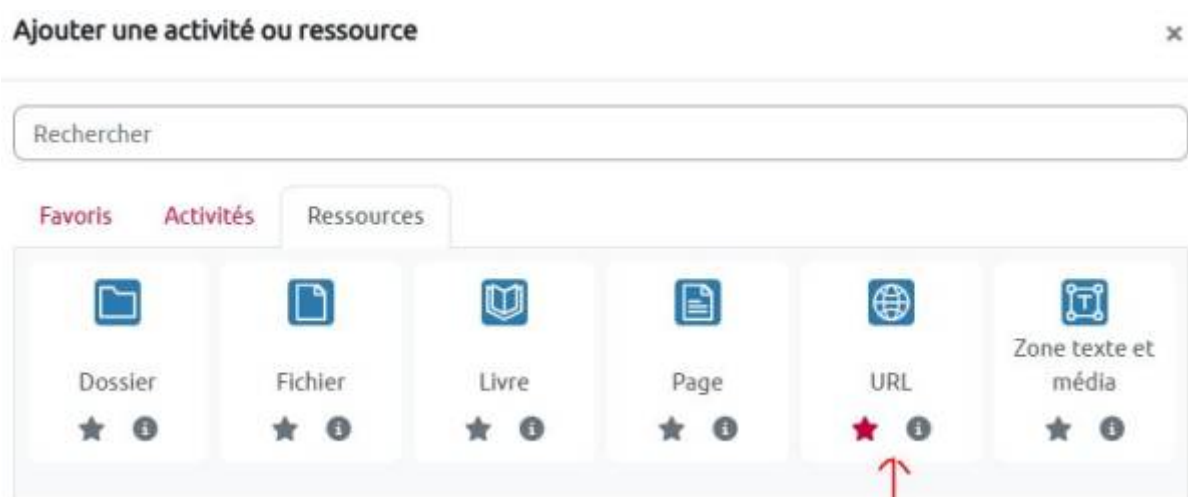 Ajouter une activité ou ressource
Rechercher
Favoris Activités Ressources
Dossier Fichier Livre Page URL Zone texte et
média